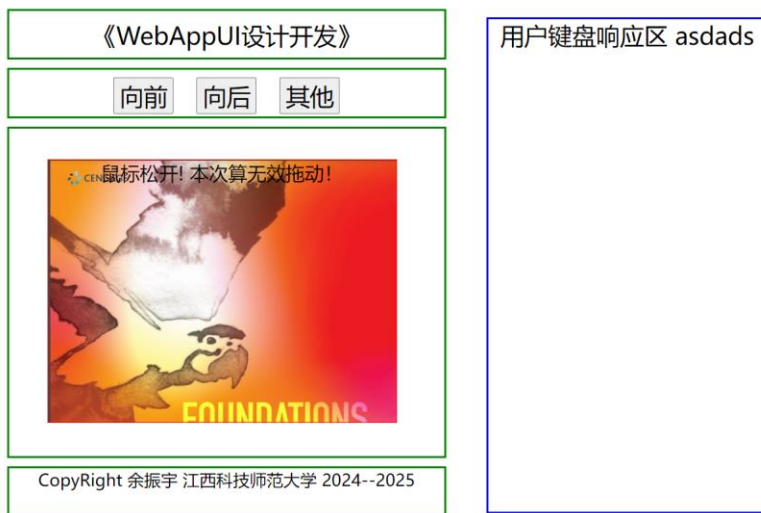 《WebAppUI设计开发》
向前 向后 其他
鼠标松开! 本次算无效拖动!
FOUNDATIONS
CopyRight 余振宇 江西科技师范大学 2024--2025
用户键盘响应区 asdads